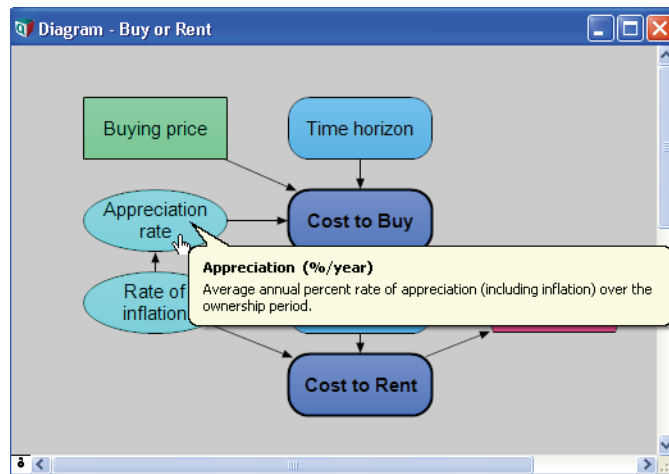 Diagram - Buy or Rent
Buying price
Time horizon
Appreciation
rate
Cost to Buy
Appreciation (%/year)
Average annual percent rate of appreciation (including inflation) over the
ownership period.
Rate of
inflation
Cost to Rent